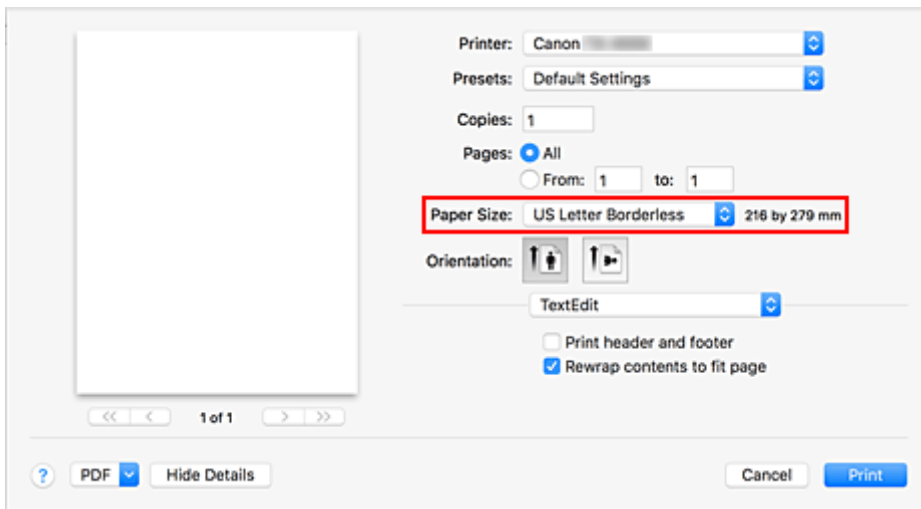 Printer: Canon
Presets: Default Settings
Copies: 1
Pages: All
From: 1 to: 1
Paper Size: US Letter Borderless 216 by 279 mm
Orientation:
TextEdit
Print header and footer
Rewrap contents to fit page
<< < 1 of 1 > >>
? PDF Hide Details Cancel Print